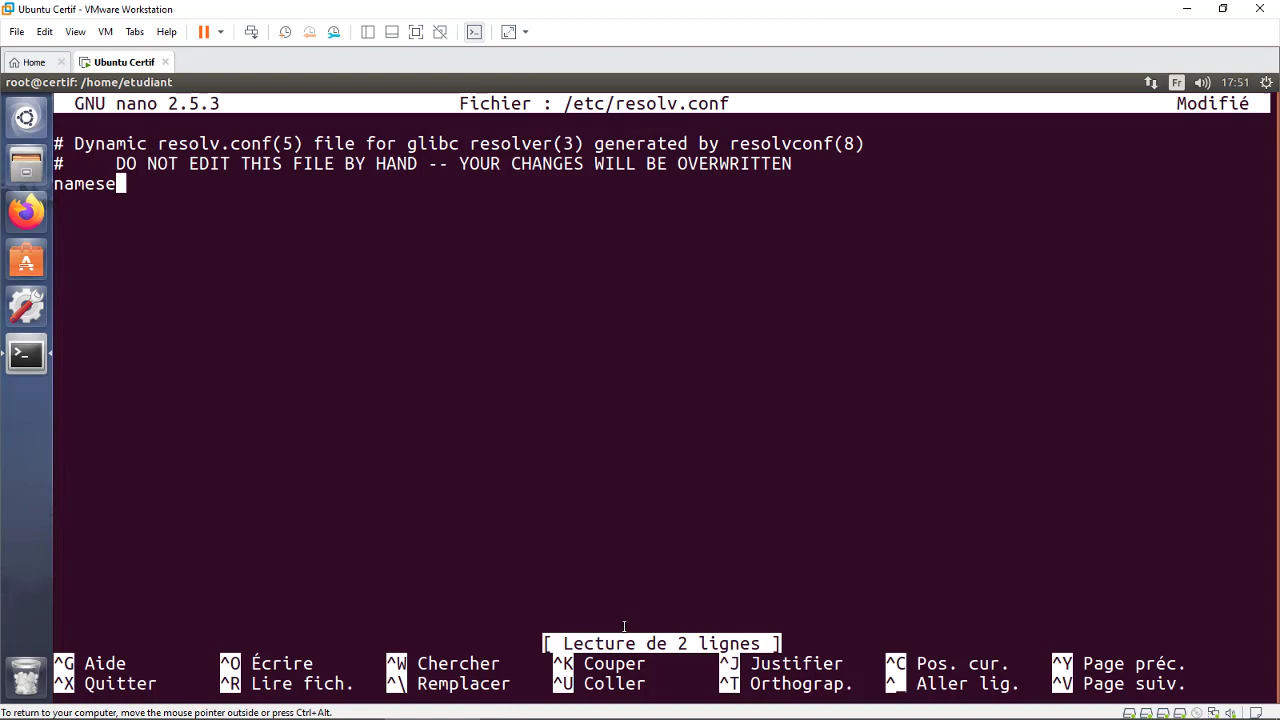 Ubuntu Certif - VMware Workstation
File Edit View VM Tabs Help
Home Ubuntu Certif
root@certif: /home/etudiant Fr 17:51
GNU nano 2.5.3 Fichier : /etc/resolv.conf Modifié
# Dynamic resolv.conf(5) file for glibc resolver(3) generated by resolvconf(8)
# DO NOT EDIT THIS FILE BY HAND -- YOUR CHANGES WILL BE OVERWRITTEN
namese
[ Lecture de 2 lignes ]
^G Aide ^O Écrire ^W Chercher ^K Couper ^J Justifier ^C Pos. cur. ^Y Page préc.
^X Quitter ^R Lire fich. ^\ Remplacer ^U Coller ^T Orthograp. ^_ Aller lig. ^V Page suiv.
To return to your computer, move the mouse pointer outside or press Ctrl+Alt.